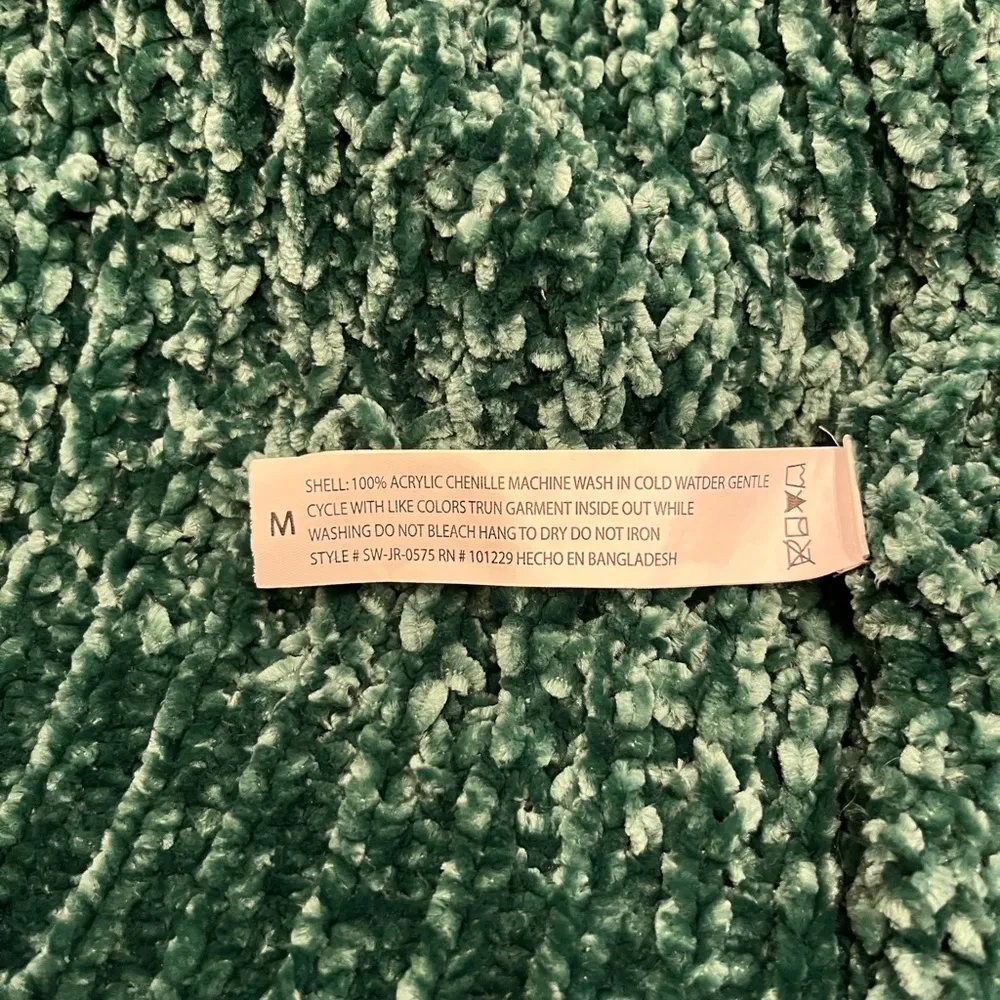 M
SHELL: 100% ACRYLIC CHENILLE MACHINE WASH IN COLD WATDER GENTLE
CYCLE WITH LIKE COLORS TRUN GARMENT INSIDE OUT WHILE
WASHING DO NOT BLEACH HANG TO DRY DO NOT IRON
STYLE # SW-JR-0575 RN # 101229 HECHO EN BANGLADESH